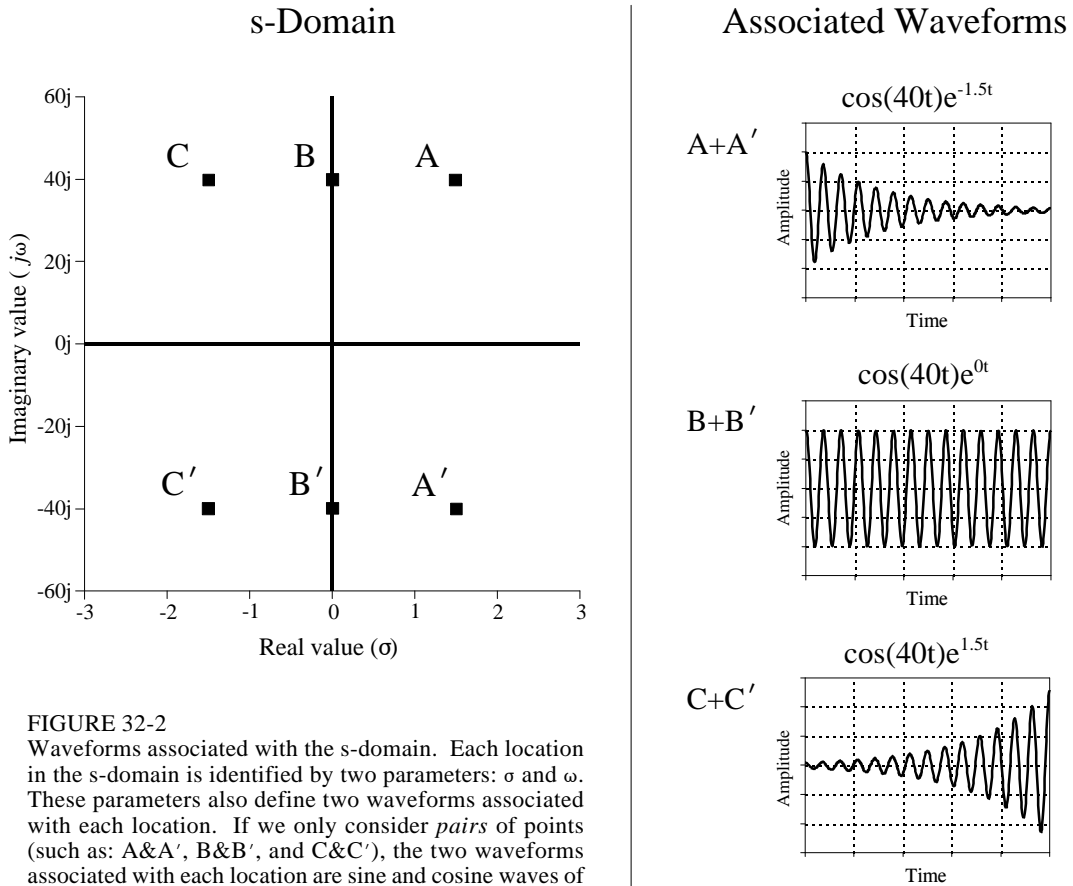 s-Domain
Associated Waveforms
60j
40j
20j
0j
-20j
-40j
-60j
-3
-2
-1
0
1
2
3
Imaginary value ( jω)
Real value (σ)
C
B
A
C′
B′
A′
cos(40t)e^-1.5t
A+A′
Amplitude
Time
cos(40t)e^0t
B+B′
Amplitude
Time
cos(40t)e^1.5t
C+C′
Amplitude
Time
FIGURE 32-2
Waveforms associated with the s-domain. Each location
in the s-domain is identified by two parameters: σ and ω.
These parameters also define two waveforms associated
with each location. If we only consider pairs of points
(such as: A&A′, B&B′, and C&C′), the two waveforms
associated with each location are sine and cosine waves of